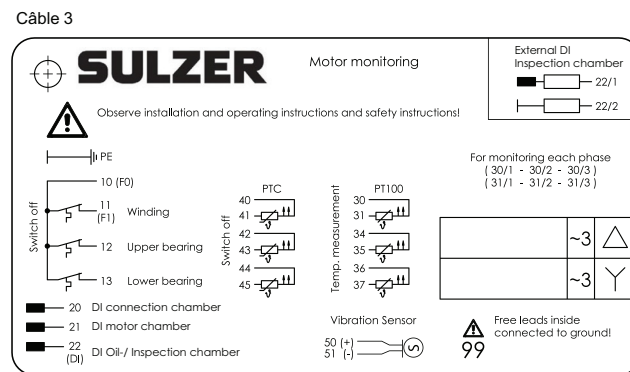 Câble 3
SULZER
Motor monitoring
External DI
Inspection chamber
22/1
22/2
Observe installation and operating instructions and safety instructions!
PE
For monitoring each phase
( 30/1 - 30/2 - 30/3 )
( 31/1 - 31/2 - 31/3 )
Switch off
10 (F0)
11
(F1)
Winding
12 Upper bearing
13 Lower bearing
Switch off
PTC
40
41
42
43
44
45
Temp. measurement
PT100
30
31
34
35
36
37
~3
~3
20 DI connection chamber
21 DI motor chamber
22
(DI)
DI Oil-/ Inspection chamber
Vibration Sensor
50 (+)
51 (-)
99
Free leads inside
connected to ground!